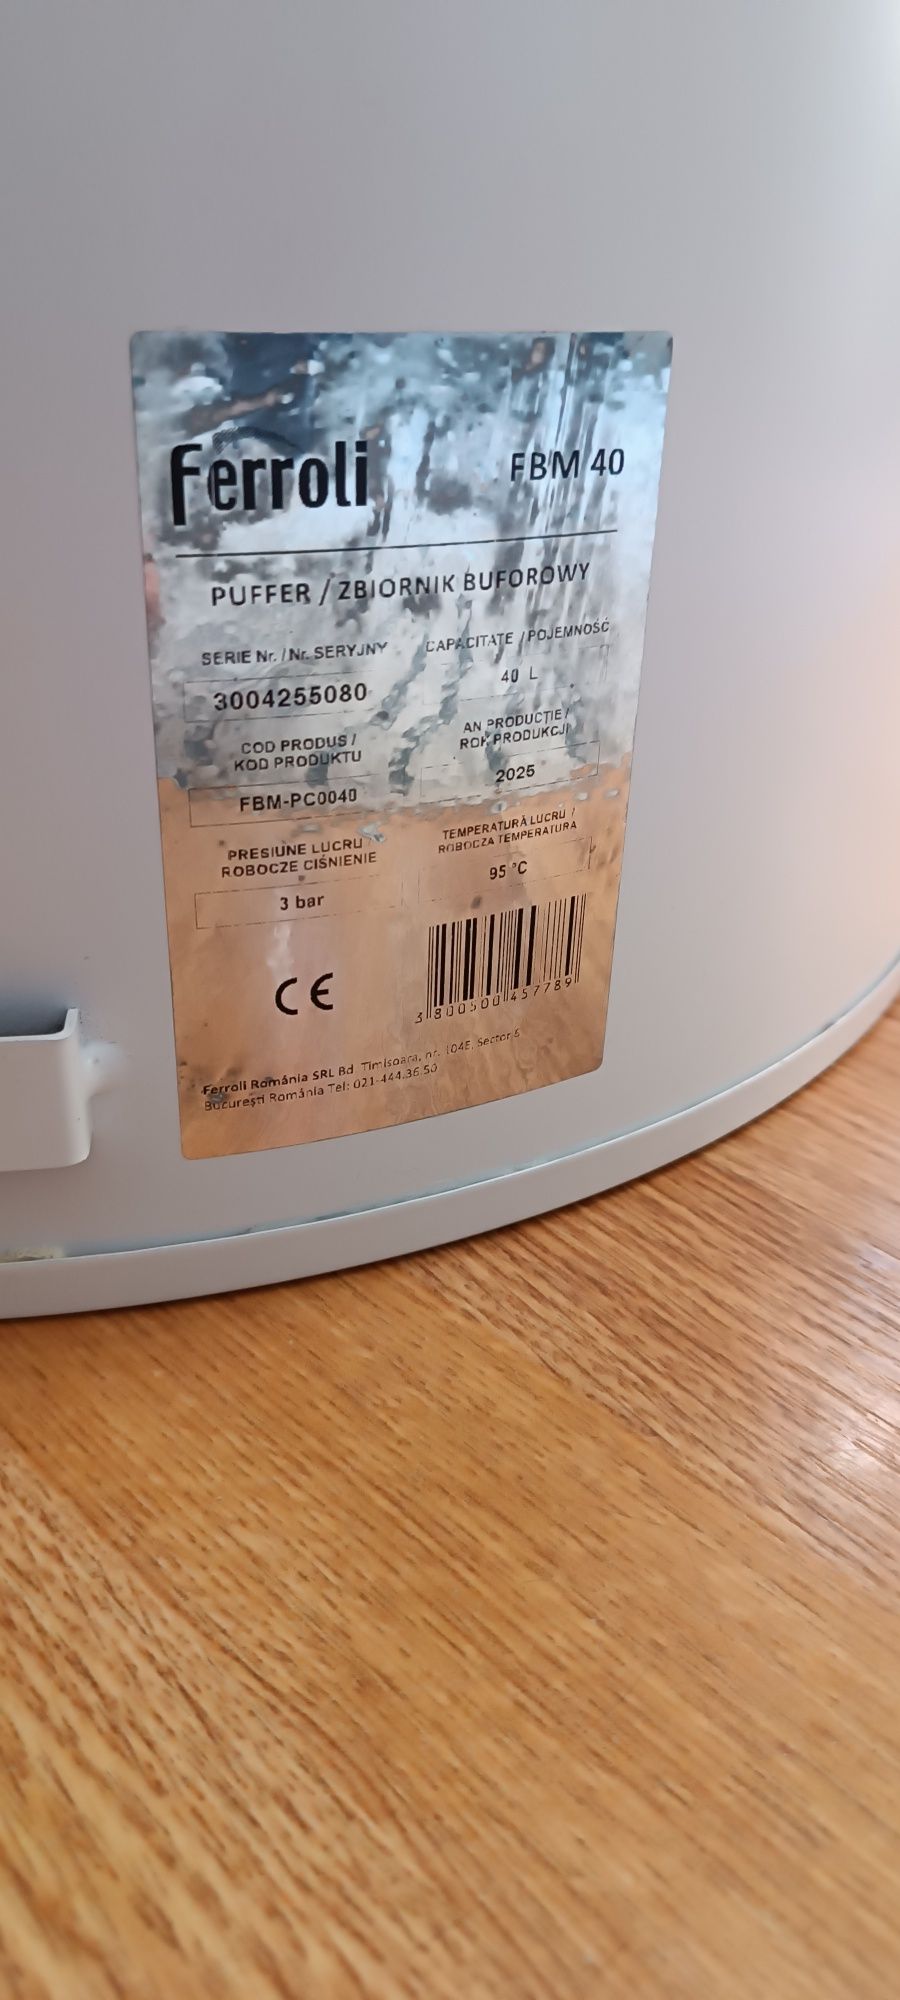 Ferroli FBM 40
PUFFER / ZBIORNIK BUFOROWY
SERIE Nr. / Nr. SERYJNY
3004255080
CAPACITATE / POJEMNOŚĆ
40 L
COD PRODUS /
KOD PRODUKTU
FBM-PC0040
AN PRODUCȚIE /
ROK PRODUKCJI
2025
PRESIUNE LUCRU
ROBOCZE CIŚNIENIE
3 bar
TEMPERATURĂ LUCRU /
ROBOCZA TEMPERATURA
95 °C
CE
3800500457789
Ferroli România SRL Bd Timisoara, nr. 104E, Sector 6
București România Tel: 021-444.36.50